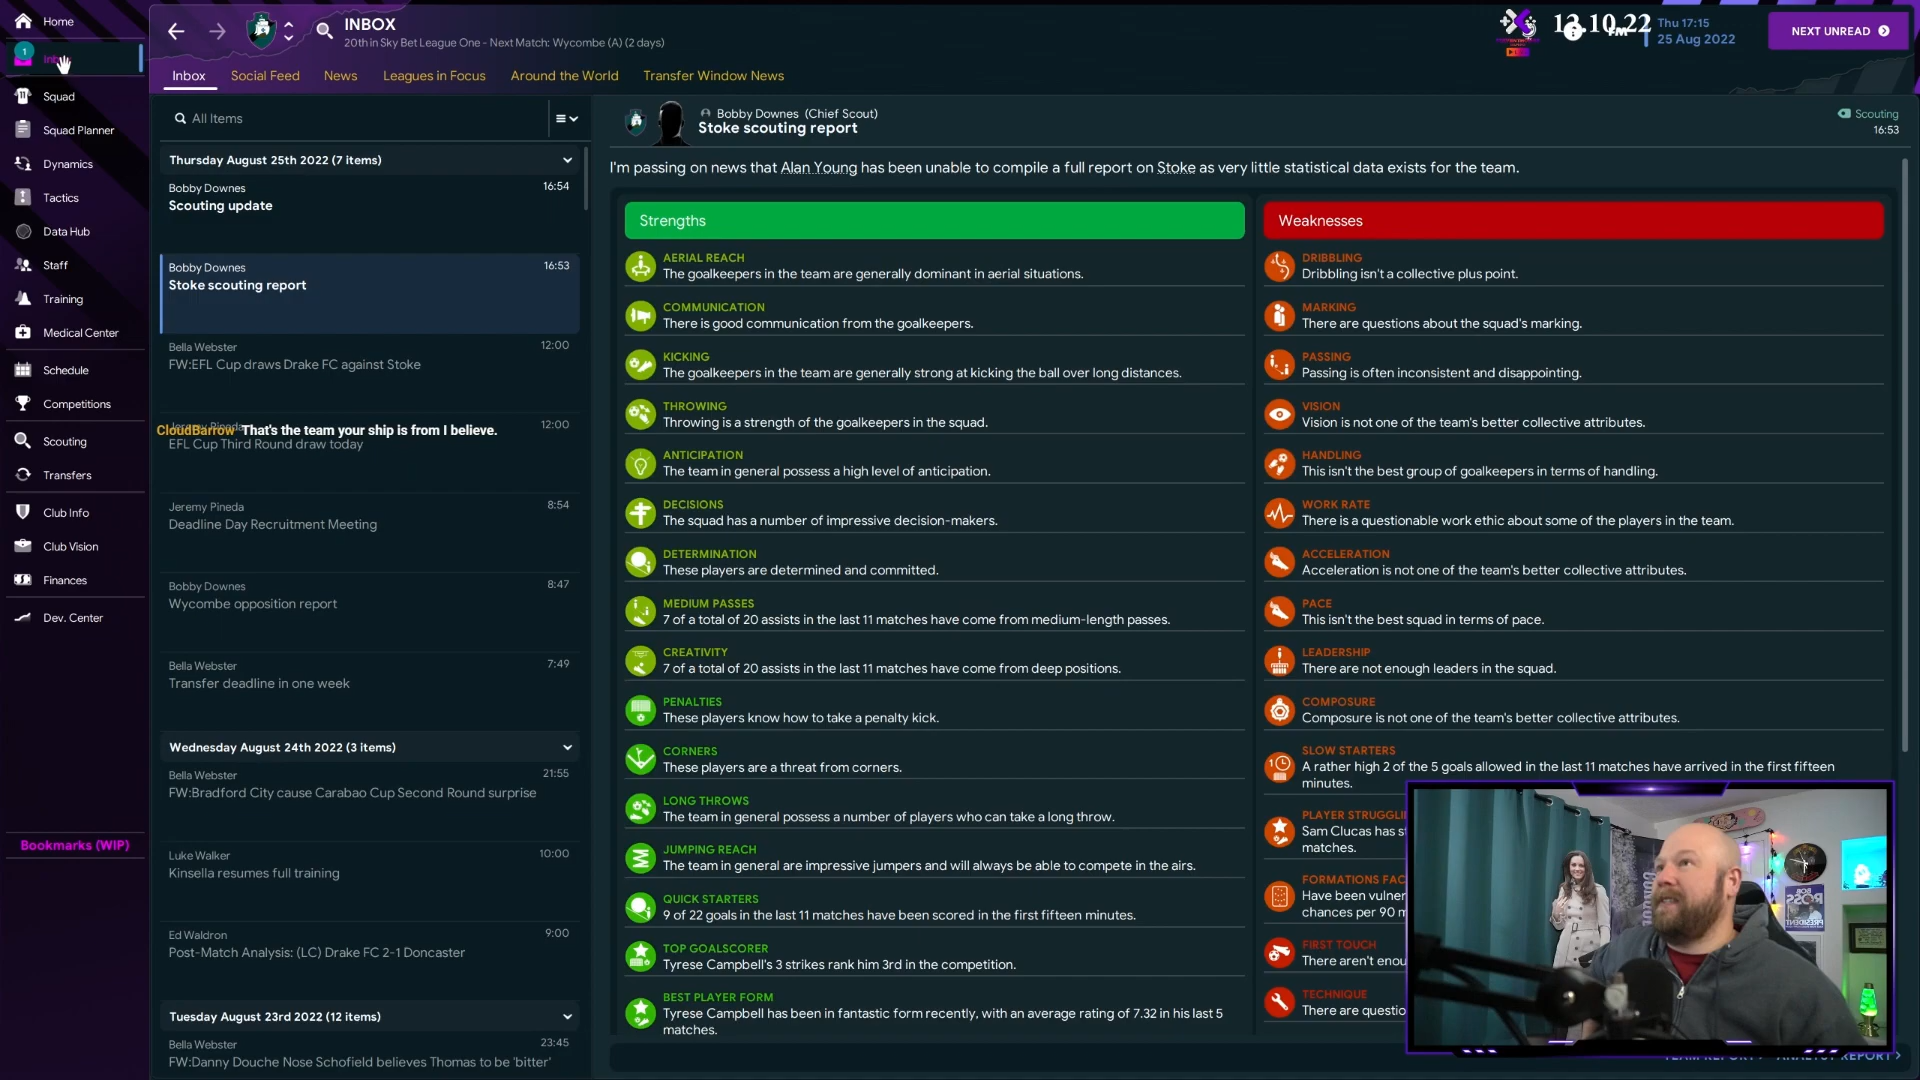 Home
1
Squad
Squad Planner
Dynamics
Tactics
Data Hub
Staff
Training
Medical Center
Schedule
Competitions
Scouting
Transfers
Club Info
Club Vision
Finances
Dev. Center
Bookmarks (WIP)
INBOX
20th in Sky Bet League One - Next Match: Wycombe (A) (2 days)
13.10.22
Thu 17:15
25 Aug 2022
NEXT UNREAD
Inbox
Social Feed
News
Leagues in Focus
Around the World
Transfer Window News
All Items
Thursday August 25th 2022 (7 items)
Bobby Downes 16:54
Scouting update
Bobby Downes 16:53
Stoke scouting report
Bella Webster 12:00
FW:EFL Cup draws Drake FC against Stoke
Jeremy Pineda 12:00
CloudBarrow That's the team your ship is from I believe.
EFL Cup Third Round draw today
Jeremy Pineda 8:54
Deadline Day Recruitment Meeting
Bobby Downes 8:47
Wycombe opposition report
Bella Webster 7:49
Transfer deadline in one week
Wednesday August 24th 2022 (3 items)
Bella Webster 21:55
FW:Bradford City cause Carabao Cup Second Round surprise
Luke Walker 10:00
Kinsella resumes full training
Ed Waldron 9:00
Post-Match Analysis: (LC) Drake FC 2-1 Doncaster
Tuesday August 23rd 2022 (12 items)
Bella Webster 23:45
FW:Danny Douche Nose Schofield believes Thomas to be 'bitter'
Bobby Downes (Chief Scout)
Stoke scouting report
Scouting
16:53
I'm passing on news that Alan Young has been unable to compile a full report on Stoke as very little statistical data exists for the team.
Strengths
AERIAL REACH
The goalkeepers in the team are generally dominant in aerial situations.
COMMUNICATION
There is good communication from the goalkeepers.
KICKING
The goalkeepers in the team are generally strong at kicking the ball over long distances.
THROWING
Throwing is a strength of the goalkeepers in the squad.
ANTICIPATION
The team in general possess a high level of anticipation.
DECISIONS
The squad has a number of impressive decision-makers.
DETERMINATION
These players are determined and committed.
MEDIUM PASSES
7 of a total of 20 assists in the last 11 matches have come from medium-length passes.
CREATIVITY
7 of a total of 20 assists in the last 11 matches have come from deep positions.
PENALTIES
These players know how to take a penalty kick.
CORNERS
These players are a threat from corners.
LONG THROWS
The team in general possess a number of players who can take a long throw.
JUMPING REACH
The team in general are impressive jumpers and will always be able to compete in the airs.
QUICK STARTERS
9 of 22 goals in the last 11 matches have been scored in the first fifteen minutes.
TOP GOALSCORER
Tyrese Campbell's 3 strikes rank him 3rd in the competition.
BEST PLAYER FORM
Tyrese Campbell has been in fantastic form recently, with an average rating of 7.32 in his last 5
matches.
Weaknesses
DRIBBLING
Dribbling isn't a collective plus point.
MARKING
There are questions about the squad's marking.
PASSING
Passing is often inconsistent and disappointing.
VISION
Vision is not one of the team's better collective attributes.
HANDLING
This isn't the best group of goalkeepers in terms of handling.
WORK RATE
There is a questionable work ethic about some of the players in the team.
ACCELERATION
Acceleration is not one of the team's better collective attributes.
PACE
This isn't the best squad in terms of pace.
LEADERSHIP
There are not enough leaders in the squad.
COMPOSURE
Composure is not one of the team's better collective attributes.
SLOW STARTERS
A rather high 2 of the 5 goals allowed in the last 11 matches have arrived in the first fifteen
minutes.
PLAYER STRUGGLI
Sam Clucas has s
matches.
FORMATIONS FAC
Have been vulner
chances per 90 m
FIRST TOUCH
There aren't enou
TECHNIQUE
There are questio
BOB
ROSS
PRESIDENT